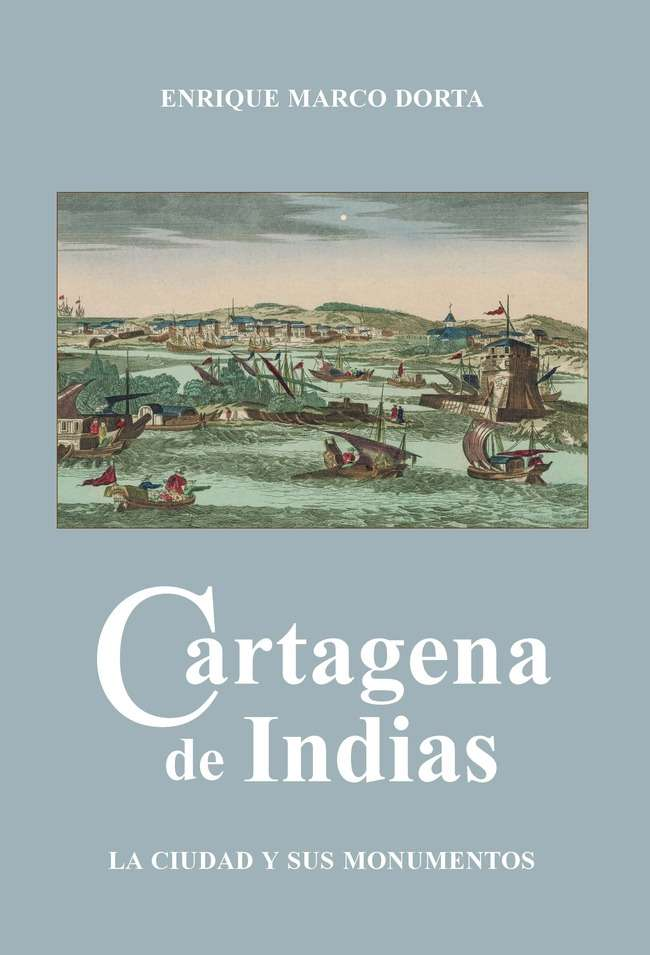 ENRIQUE MARCO DORTA
Cartagena
de Indias
LA CIUDAD Y SUS MONUMENTOS